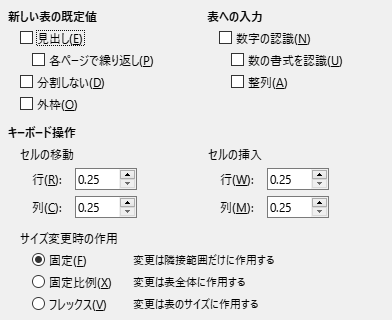 新しい表の既定値
見出し(E)
各ページで繰り返し(P)
分割しない(D)
外枠(O)
表への入力
数字の認識(N)
数の書式を認識(U)
整列(A)
キーボード操作
セルの移動
行(R): 0.25
列(C): 0.25
セルの挿入
行(W): 0.25
列(M): 0.25
サイズ変更時の作用
固定(F) 変更は隣接範囲だけに作用する
固定比例(X) 変更は表全体に作用する
フレックス(V) 変更は表のサイズに作用する